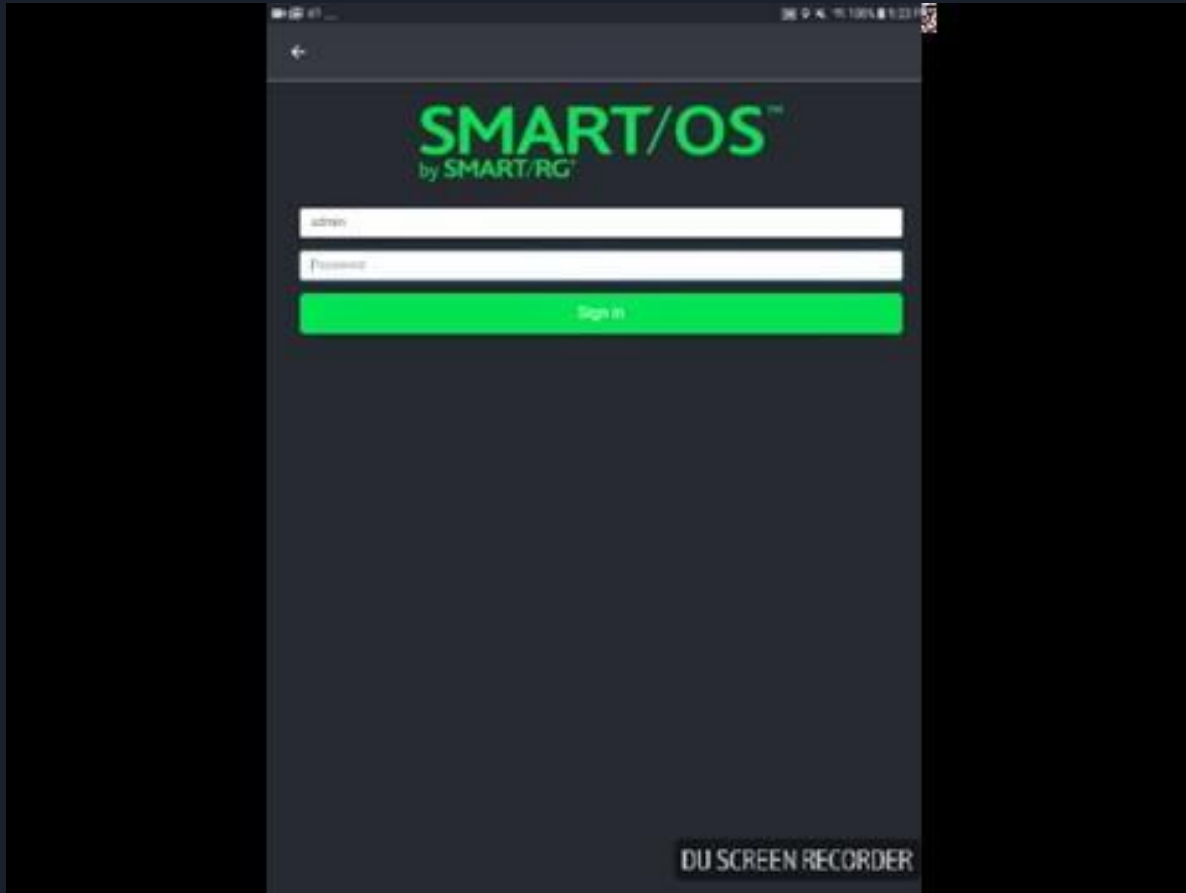 SMART/OS™
by SMART/RG®
admin
Password
Sign in
DU SCREEN RECORDER